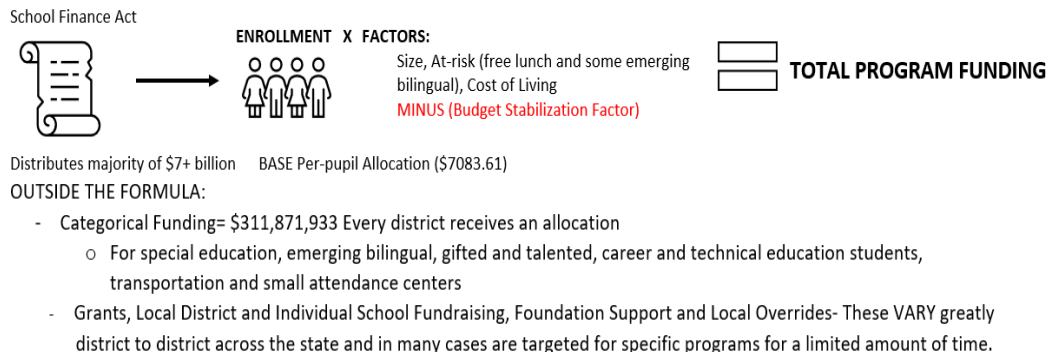 School Finance Act
ENROLLMENT X FACTORS:
Size, At-risk (free lunch and some emerging
bilingual), Cost of Living
MINUS (Budget Stabilization Factor)
TOTAL PROGRAM FUNDING
Distributes majority of $7+ billion BASE Per-pupil Allocation ($7083.61)
OUTSIDE THE FORMULA:
- Categorical Funding= $311,871,933 Every district receives an allocation
o For special education, emerging bilingual, gifted and talented, career and technical education students,
transportation and small attendance centers
- Grants, Local District and Individual School Fundraising, Foundation Support and Local Overrides- These VARY greatly
district to district across the state and in many cases are targeted for specific programs for a limited amount of time.